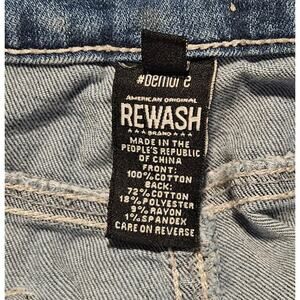 #Bemore
AMERICAN ORIGINAL
REWASH
BRAND
MADE IN THE
PEOPLE'S REPUBLIC
OF CHINA
FRONT:
100%COTTON
BACK:
72%COTTON
18%POLYESTER
9%RAYON
1%SPANDEX
CARE ON REVERSE